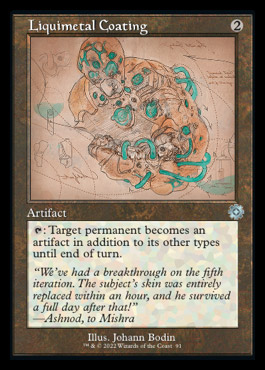 Liquimetal Coating 2
Artifact
: Target permanent becomes an
artifact in addition to its other types
until end of turn.
“We’ve had a breakthrough on the fifth
iteration. The subject’s skin was entirely
replaced within an hour, and he survived
a full day after that!”
—Ashnod, to Mishra
Illus. Johann Bodin
™ & © 2022 Wizards of the Coast 91